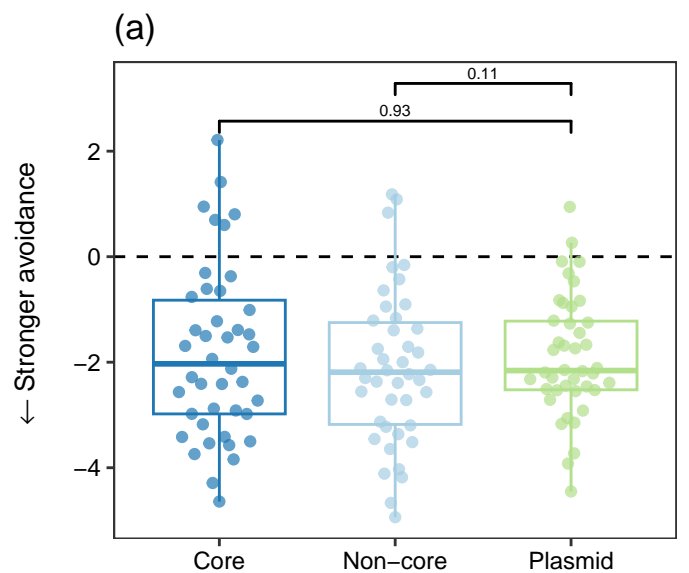 (a)
0.11
0.93
← Stronger avoidance
2
0
−2
−4
Core
Non−core
Plasmid